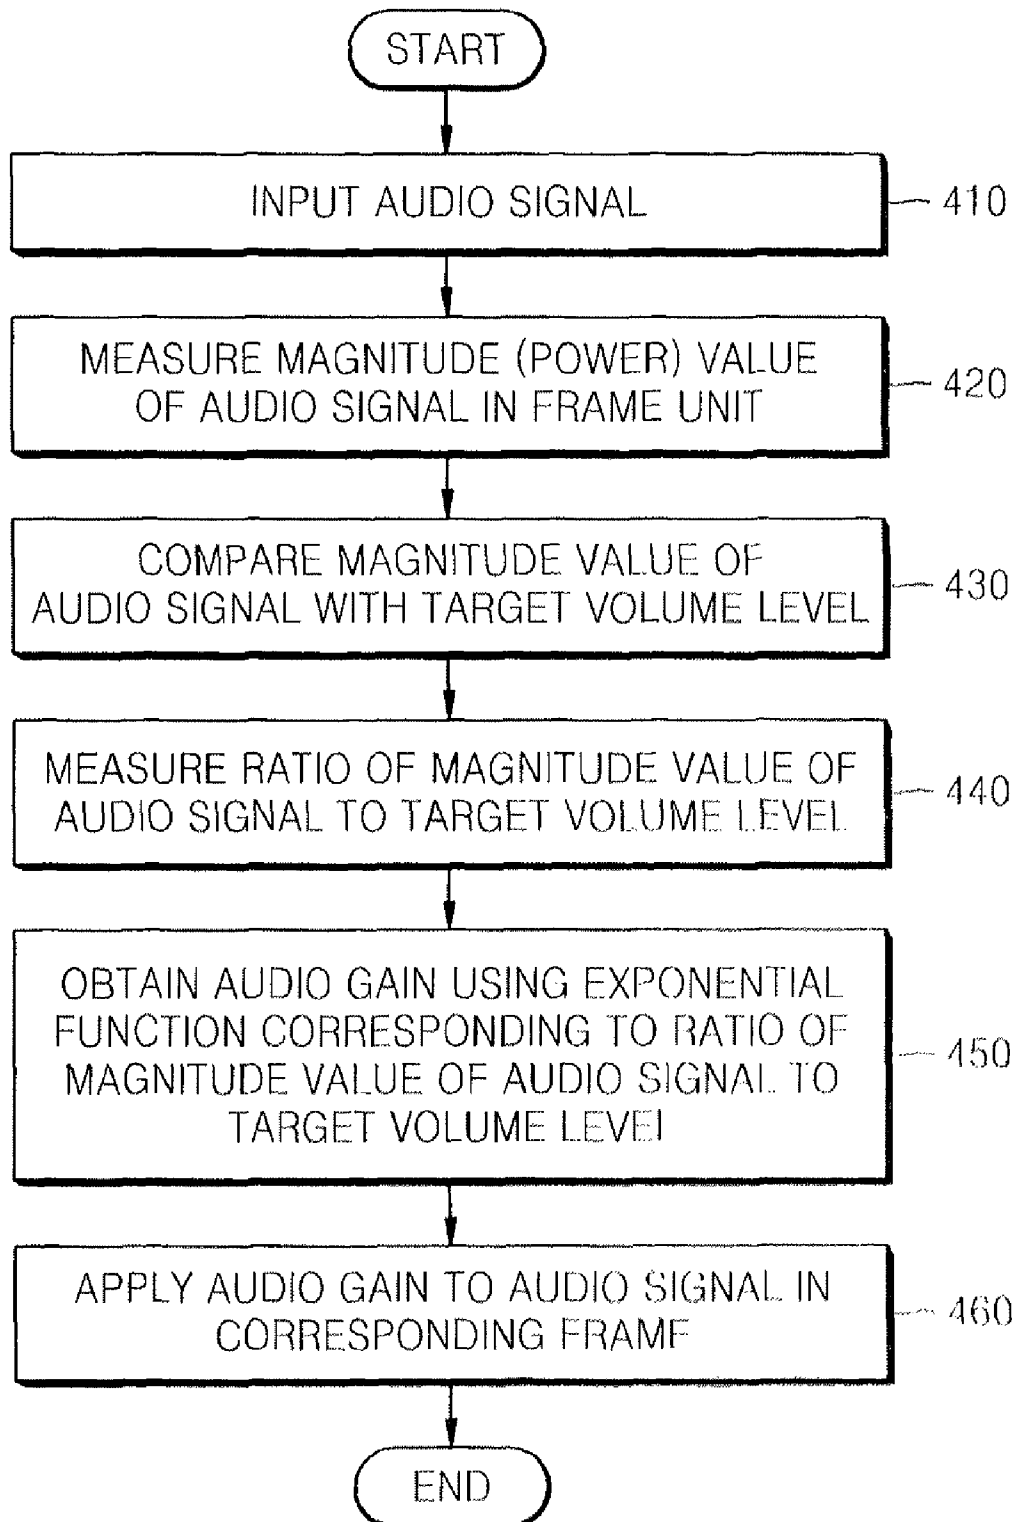 START
INPUT AUDIO SIGNAL
410
MEASURE MAGNITUDE (POWER) VALUE
OF AUDIO SIGNAL IN FRAME UNIT
420
COMPARE MAGNITUDE VALUE OF
AUDIO SIGNAL WITH TARGET VOLUME LEVEL
430
MEASURE RATIO OF MAGNITUDE VALUE OF
AUDIO SIGNAL TO TARGET VOLUME LEVEL
440
OBTAIN AUDIO GAIN USING EXPONENTIAL
FUNCTION CORRESPONDING TO RATIO OF
MAGNITUDE VALUE OF AUDIO SIGNAL TO
TARGET VOLUME LEVEL
450
APPLY AUDIO GAIN TO AUDIO SIGNAL IN
CORRESPONDING FRAME
460
END